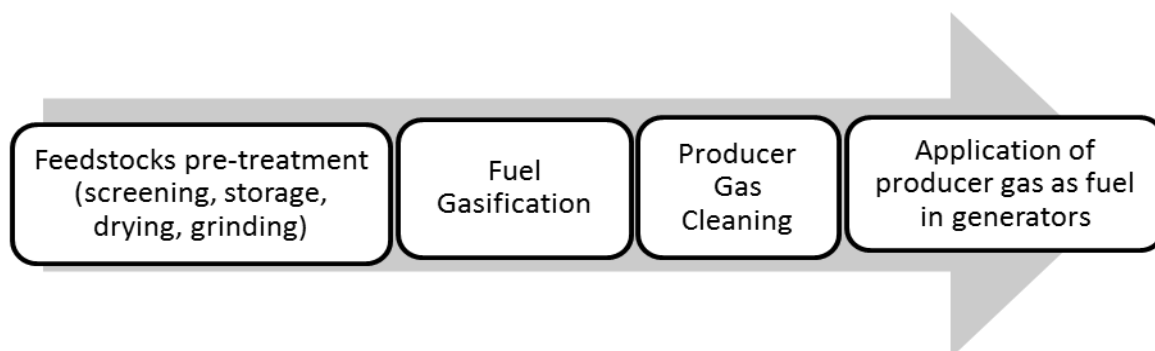 Feedstocks pre-treatment
(screening, storage,
drying, grinding)
Fuel
Gasification
Producer
Gas
Cleaning
Application of
producer gas as fuel
in generators